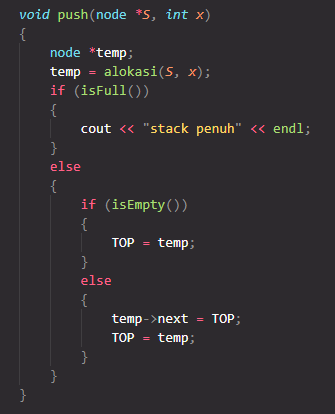 void push(node *S, int x)
{
    node *temp;
    temp = alokasi(S, x);
    if (isFull())
    {
        cout << "stack penuh" << endl;
    }
    else
    {
        if (isEmpty())
        {
            TOP = temp;
        }
        else
        {
            temp->next = TOP;
            TOP = temp;
        }
    }
}